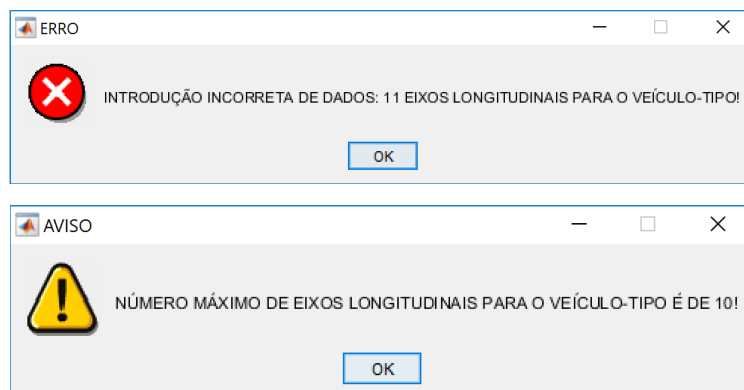 ERRO
INTRODUÇÃO INCORRETA DE DADOS: 11 EIXOS LONGITUDINAIS PARA O VEÍCULO-TIPO!
OK
AVISO
NÚMERO MÁXIMO DE EIXOS LONGITUDINAIS PARA O VEÍCULO-TIPO É DE 10!
OK